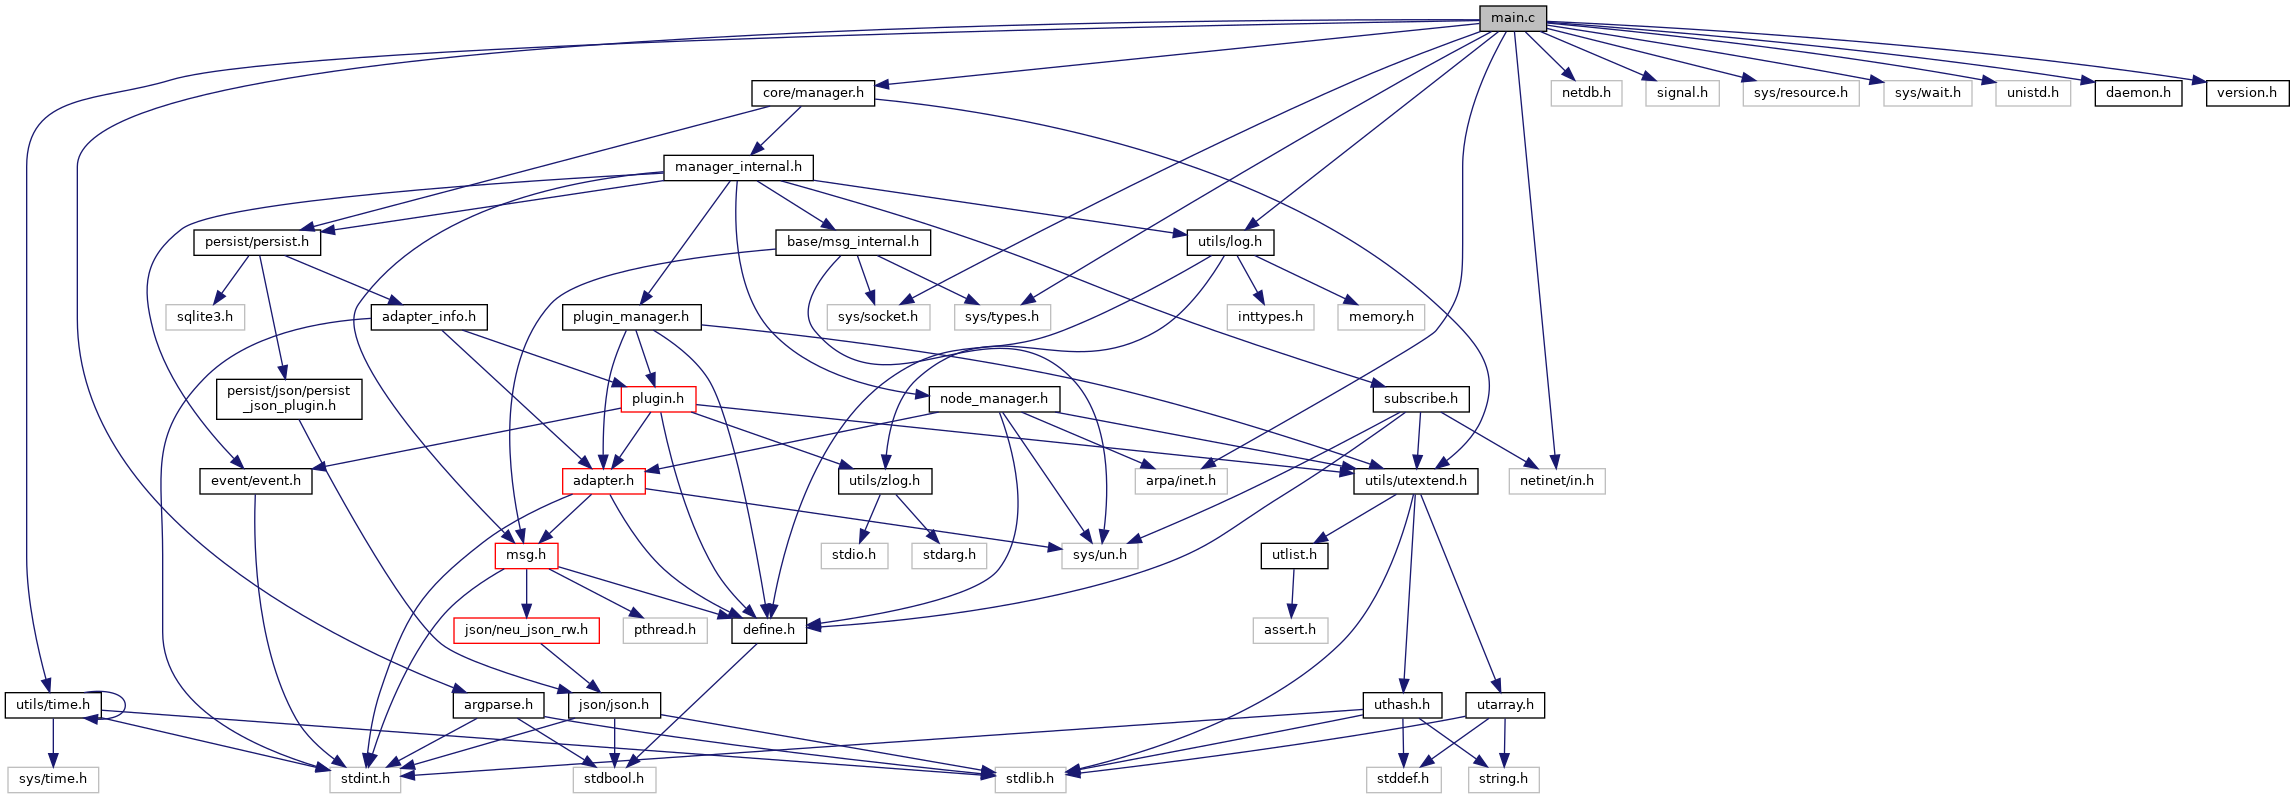 main.c
core/manager.h
netdb.h
signal.h
sys/resource.h
sys/wait.h
unistd.h
daemon.h
version.h
manager_internal.h
persist/persist.h
base/msg_internal.h
utils/log.h
sqlite3.h
adapter_info.h
plugin_manager.h
sys/socket.h
sys/types.h
inttypes.h
memory.h
persist/json/persist
_json_plugin.h
plugin.h
node_manager.h
subscribe.h
event/event.h
adapter.h
utils/zlog.h
arpa/inet.h
utils/utextend.h
netinet/in.h
msg.h
stdio.h
stdarg.h
sys/un.h
utlist.h
json/neu_json_rw.h
pthread.h
define.h
assert.h
utils/time.h
argparse.h
json/json.h
uthash.h
utarray.h
sys/time.h
stdint.h
stdbool.h
stdlib.h
stddef.h
string.h